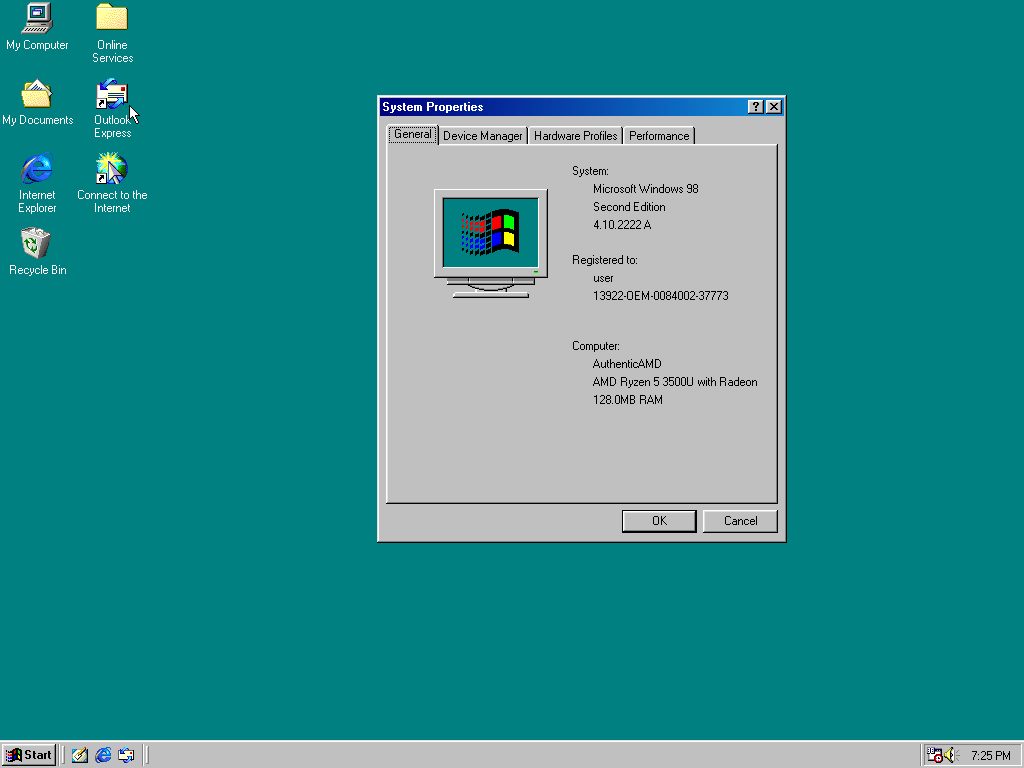 My Computer
Online
Services
My Documents
Outlook
Express
Internet
Explorer
Connect to the
Internet
Recycle Bin
System Properties
General
Device Manager
Hardware Profiles
Performance
System:
Microsoft Windows 98
Second Edition
4.10.2222 A
Registered to:
user
13922-OEM-0084002-37773
Computer:
AuthenticAMD
AMD Ryzen 5 3500U with Radeon
128.0MB RAM
OK
Cancel
Start
7:25 PM